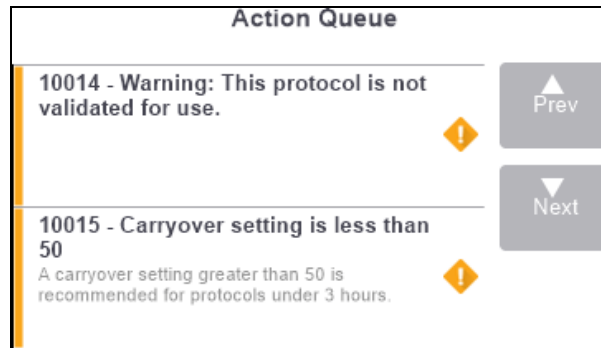 Action Queue
10014 - Warning: This protocol is not
validated for use.
Prev
Next
10015 - Carryover setting is less than
50
A carryover setting greater than 50 is
recommended for protocols under 3 hours.